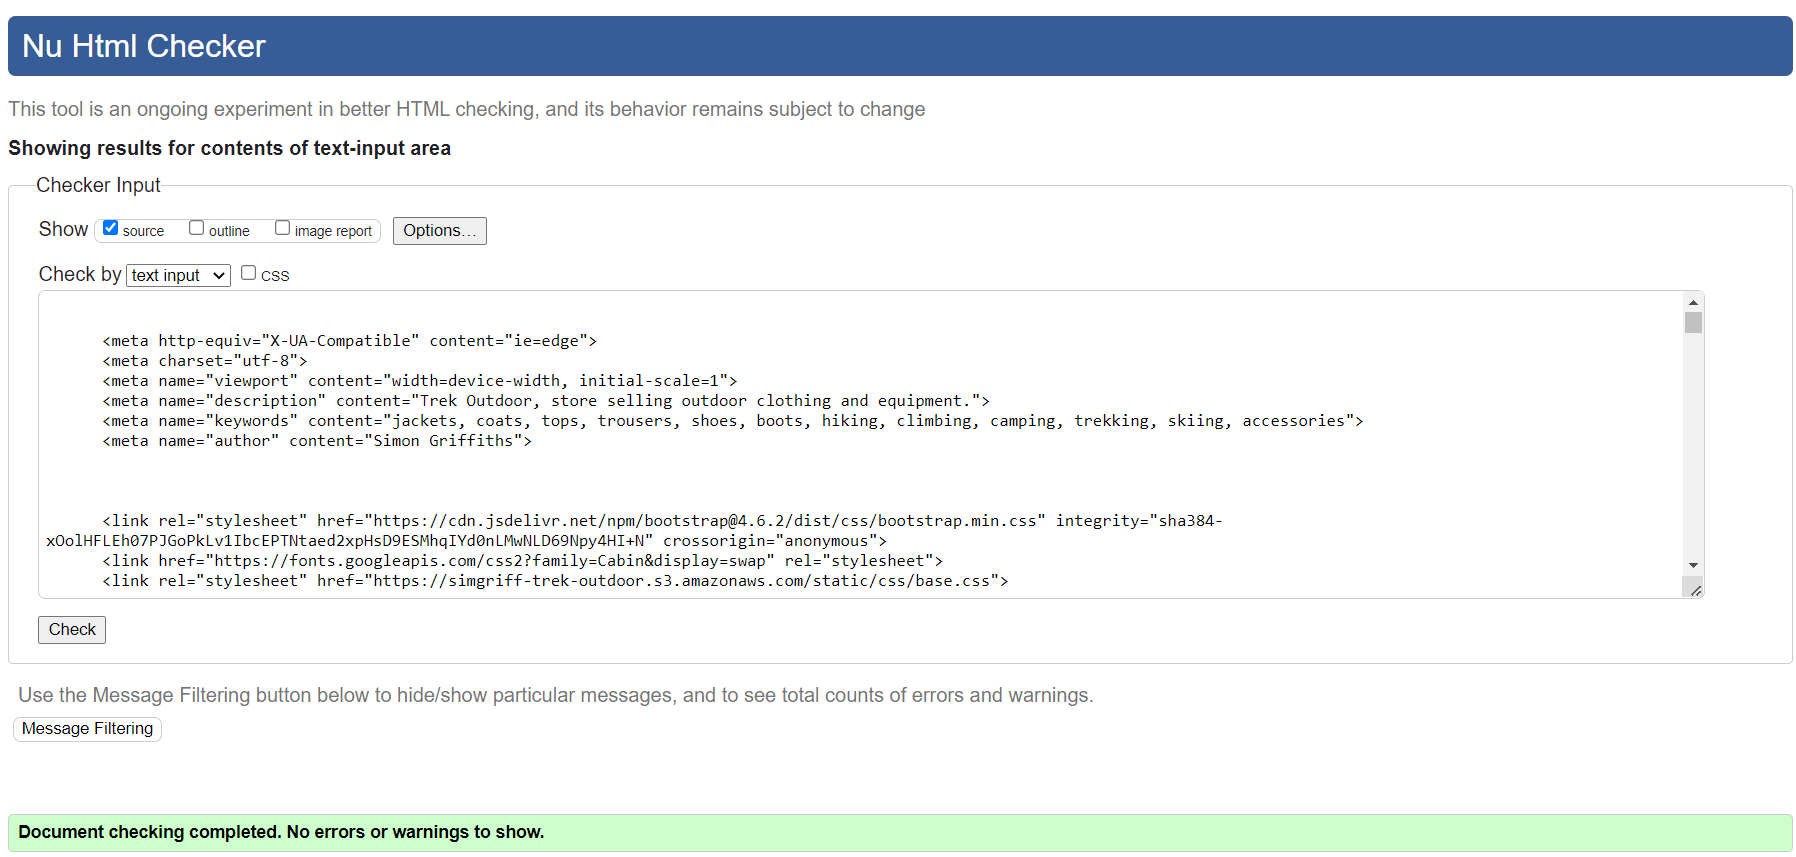 Nu Html Checker
This tool is an ongoing experiment in better HTML checking, and its behavior remains subject to change
Showing results for contents of text-input area
Checker Input
Show source outline image report Options...
Check by text input CSS
<meta http-equiv="X-UA-Compatible" content="ie=edge">
<meta charset="utf-8">
<meta name="viewport" content="width=device-width, initial-scale=1">
<meta name="description" content="Trek Outdoor, store selling outdoor clothing and equipment.">
<meta name="keywords" content="jackets, coats, tops, trousers, shoes, boots, hiking, climbing, camping, trekking, skiing, accessories">
<meta name="author" content="Simon Griffiths">
<link rel="stylesheet" href="https://cdn.jsdelivr.net/npm/bootstrap@4.6.2/dist/css/bootstrap.min.css" integrity="sha384-
xOolHFLEh07PJGoPkLv1IbcEPTNtaed2xpHsD9ESMhqIYd0nLMwNLD69Npy4HI+N" crossorigin="anonymous">
<link href="https://fonts.googleapis.com/css2?family=Cabin&display=swap" rel="stylesheet">
<link rel="stylesheet" href="https://simgriff-trek-outdoor.s3.amazonaws.com/static/css/base.css">
Check
Use the Message Filtering button below to hide/show particular messages, and to see total counts of errors and warnings.
Message Filtering
Document checking completed. No errors or warnings to show.